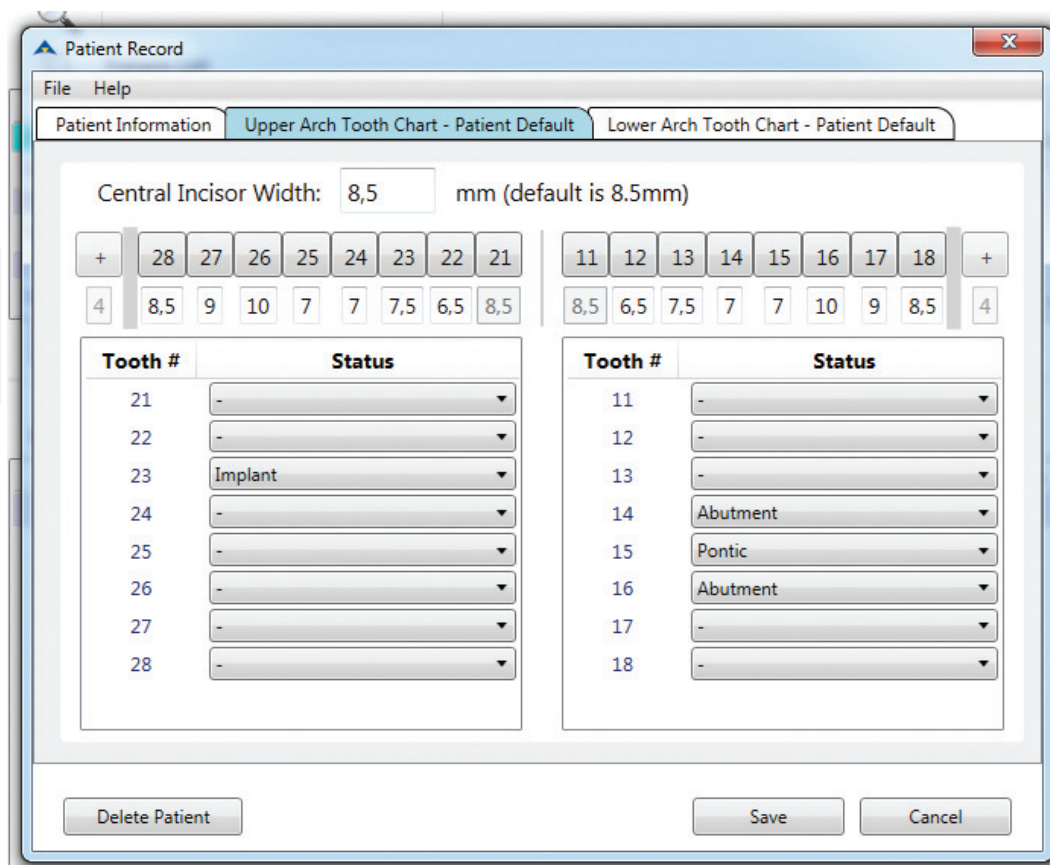 Patient Record
X
File Help
Patient Information Upper Arch Tooth Chart - Patient Default Lower Arch Tooth Chart - Patient Default
Central Incisor Width: 8,5 mm (default is 8.5mm)
+ 28 27 26 25 24 23 22 21 11 12 13 14 15 16 17 18 +
4 8,5 9 10 7 7 7,5 6,5 8,5 8,5 6,5 7,5 7 7 10 9 8,5 4
Tooth # Status Tooth # Status
21 - 11 -
22 - 12 -
23 Implant 13 -
24 - 14 Abutment
25 - 15 Pontic
26 - 16 Abutment
27 - 17 -
28 - 18 -
Delete Patient Save Cancel